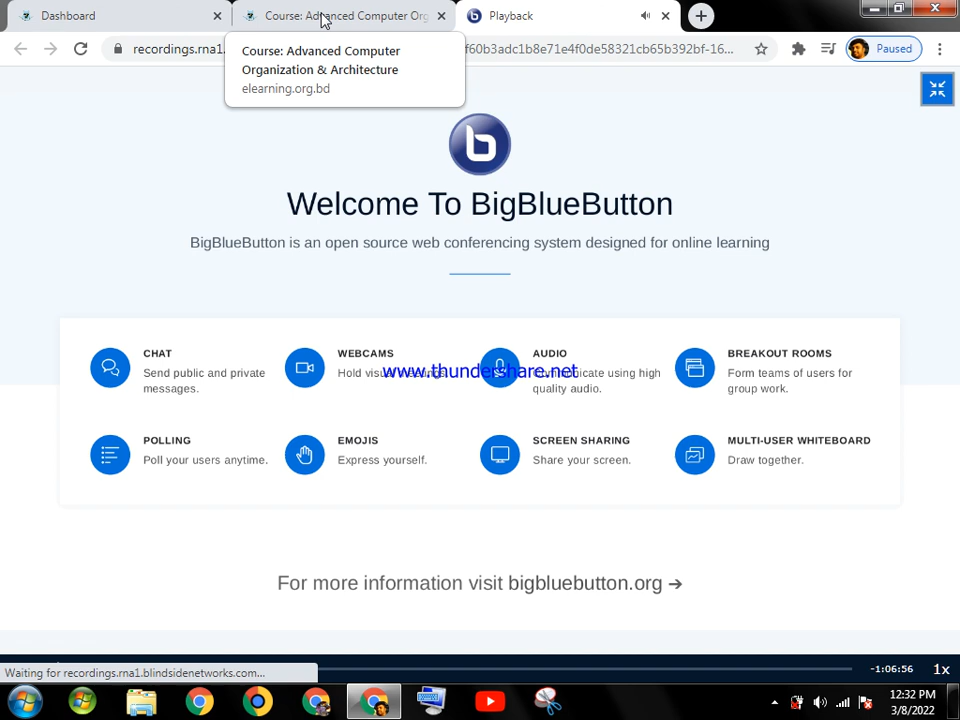 Dashboard
Course: Advanced Computer Org
Playback
recordings.rna1.
f60b3adc1b8e71e4f0de58321cb65b392bf-16...
Paused
Course: Advanced Computer
Organization & Architecture
elearning.org.bd
Welcome To BigBlueButton
BigBlueButton is an open source web conferencing system designed for online learning
CHAT
Send public and private
messages.
WEBCAMS
Hold visual
www.thundershare.net
AUDIO
using high
quality audio.
BREAKOUT ROOMS
Form teams of users for
group work.
POLLING
Poll your users anytime.
EMOJIS
Express yourself.
SCREEN SHARING
Share your screen.
MULTI-USER WHITEBOARD
Draw together.
For more information visit bigbluebutton.org →
Waiting for recordings.rna1.blindsidenetworks.com...
-1:06:56
1x
12:32 PM
3/8/2022